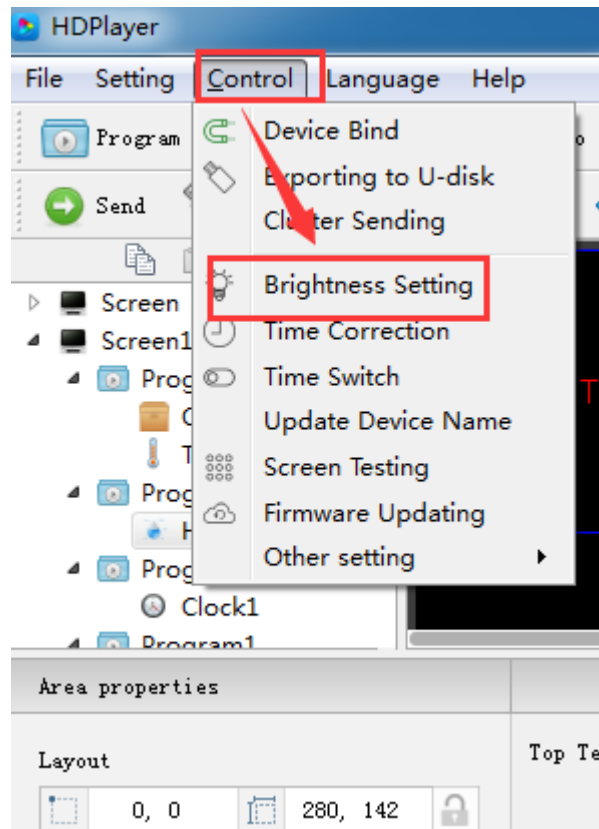 HDPlayer
File Setting Control Language Help
Program
Device Bind
Exporting to U-disk
Send
Cluster Sending
Brightness Setting
Screen
Time Correction
Screen1
Time Switch
Update Device Name
Screen Testing
Firmware Updating
Other setting
Clock1
Program1
Area properties
Layout
Top Te
0, 0
280, 142